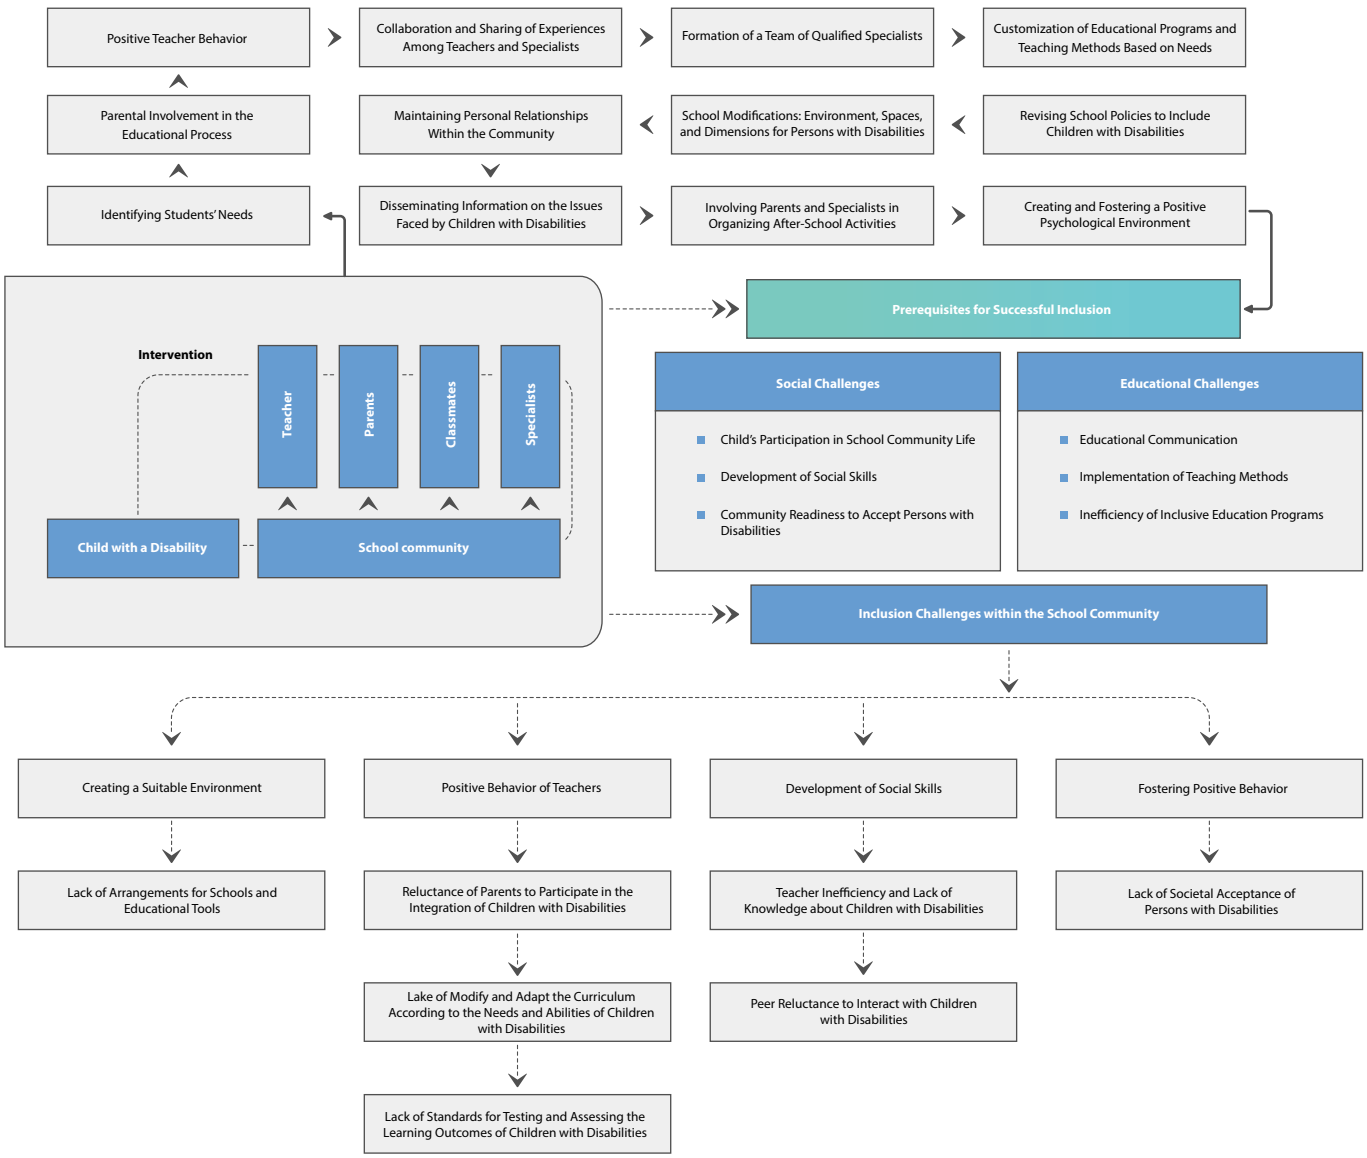 Positive Teacher Behavior
Collaboration and Sharing of Experiences
Among Teachers and Specialists
Formation of a Team of Qualified Specialists
Customization of Educational Programs and
Teaching Methods Based on Needs
Parental Involvement in the
Educational Process
Maintaining Personal Relationships
Within the Community
School Modifications: Environment, Spaces,
and Dimensions for Persons with Disabilities
Revising School Policies to Include
Children with Disabilities
Identifying Students' Needs
Disseminating Information on the Issues
Faced by Children with Disabilities
Involving Parents and Specialists in
Organizing After-School Activities
Creating and Fostering a Positive
Psychological Environment
Prerequisites for Successful Inclusion
Intervention
Teacher
Parents
Classmates
Specialists
Child with a Disability
School community
Social Challenges
Child's Participation in School Community Life
Development of Social Skills
Community Readiness to Accept Persons with
Disabilities
Educational Challenges
Educational Communication
Implementation of Teaching Methods
Inefficiency of Inclusive Education Programs
Inclusion Challenges within the School Community
Creating a Suitable Environment
Positive Behavior of Teachers
Development of Social Skills
Fostering Positive Behavior
Lack of Arrangements for Schools and
Educational Tools
Reluctance of Parents to Participate in the
Integration of Children with Disabilities
Teacher Inefficiency and Lack of
Knowledge about Children with Disabilities
Lack of Societal Acceptance of
Persons with Disabilities
Lake of Modify and Adapt the Curriculum
According to the Needs and Abilities of Children
with Disabilities
Peer Reluctance to Interact with Children
with Disabilities
Lack of Standards for Testing and Assessing the
Learning Outcomes of Children with Disabilities